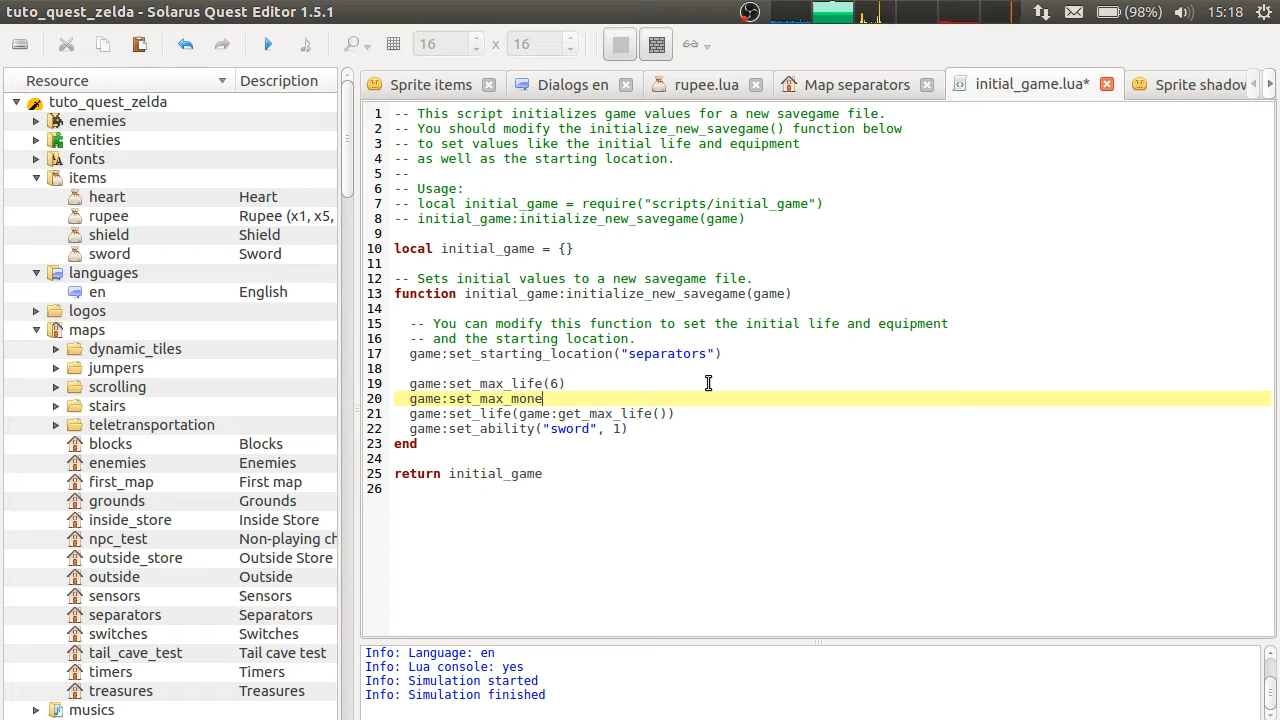 tuto_quest_zelda - Solarus Quest Editor 1.5.1
(98%)
15:18
16
x
16
Resource
Description
tuto_quest_zelda
enemies
entities
fonts
items
heart Heart
rupee Rupee (x1, x5,
shield Shield
sword Sword
languages
en English
logos
maps
dynamic_tiles
jumpers
scrolling
stairs
teletransportation
blocks Blocks
enemies Enemies
first_map First map
grounds Grounds
inside_store Inside Store
npc_test Non-playing ch
outside_store Outside Store
outside Outside
sensors Sensors
separators Separators
switches Switches
tail_cave_test Tail cave test
timers Timers
treasures Treasures
musics
Sprite items
Dialogs en
rupee.lua
Map separators
initial_game.lua*
Sprite shadow
1 -- This script initializes game values for a new savegame file.
2 -- You should modify the initialize_new_savegame() function below
3 -- to set values like the initial life and equipment
4 -- as well as the starting location.
5 --
6 -- Usage:
7 -- local initial_game = require("scripts/initial_game")
8 -- initial_game:initialize_new_savegame(game)
9
10 local initial_game = {}
11
12 -- Sets initial values to a new savegame file.
13 function initial_game:initialize_new_savegame(game)
14
15 -- You can modify this function to set the initial life and equipment
16 -- and the starting location.
17 game:set_starting_location("separators")
18
19 game:set_max_life(6)
20 game:set_max_mone
21 game:set_life(game:get_max_life())
22 game:set_ability("sword", 1)
23 end
24
25 return initial_game
26
Info: Language: en
Info: Lua console: yes
Info: Simulation started
Info: Simulation finished